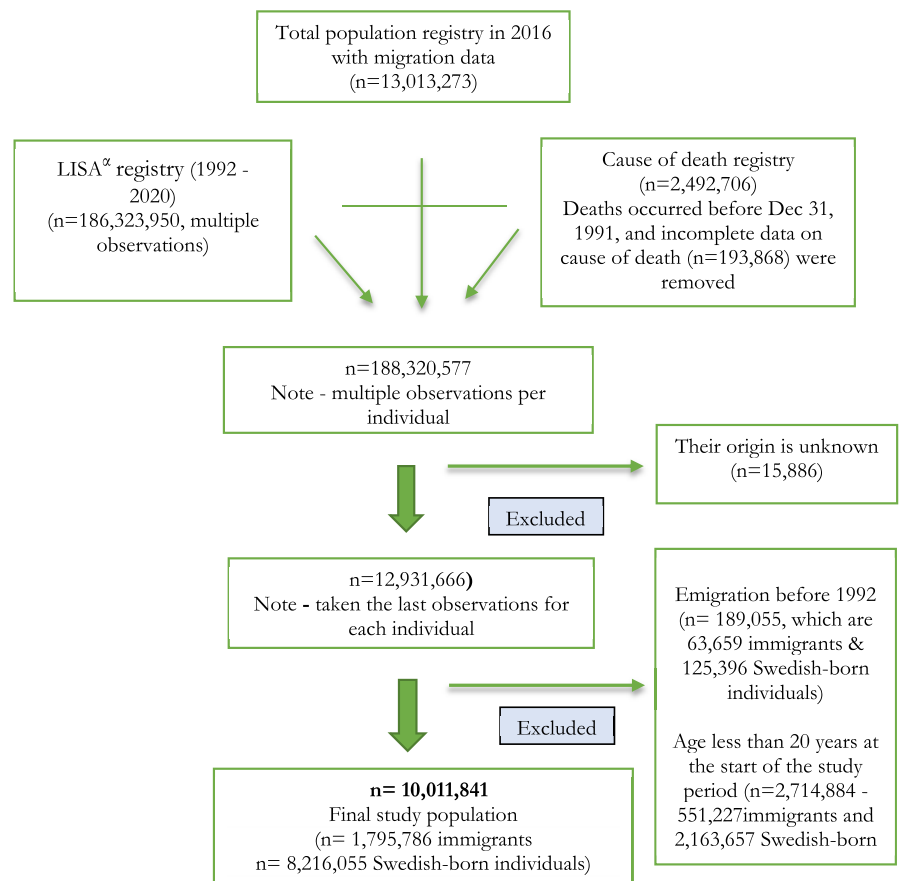 Total population registry in 2016
with migration data
(n=13,013,273)
LISAα registry (1992 -
2020)
(n=186,323,950, multiple
observations)
Cause of death registry
(n=2,492,706)
Deaths occurred before Dec 31,
1991, and incomplete data on
cause of death (n=193,868) were
removed
n=188,320,577
Note - multiple observations per
individual
Their origin is unknown
(n=15,886)
Excluded
n=12,931,666)
Note - taken the last observations for
each individual
Emigration before 1992
(n= 189,055, which are
63,659 immigrants &
125,396 Swedish-born
individuals)
Age less than 20 years at
the start of the study
period (n=2,714,884 -
551,227immigrants and
2,163,657 Swedish-born
Excluded
n= 10,011,841
Final study population
(n= 1,795,786 immigrants
n= 8,216,055 Swedish-born individuals)